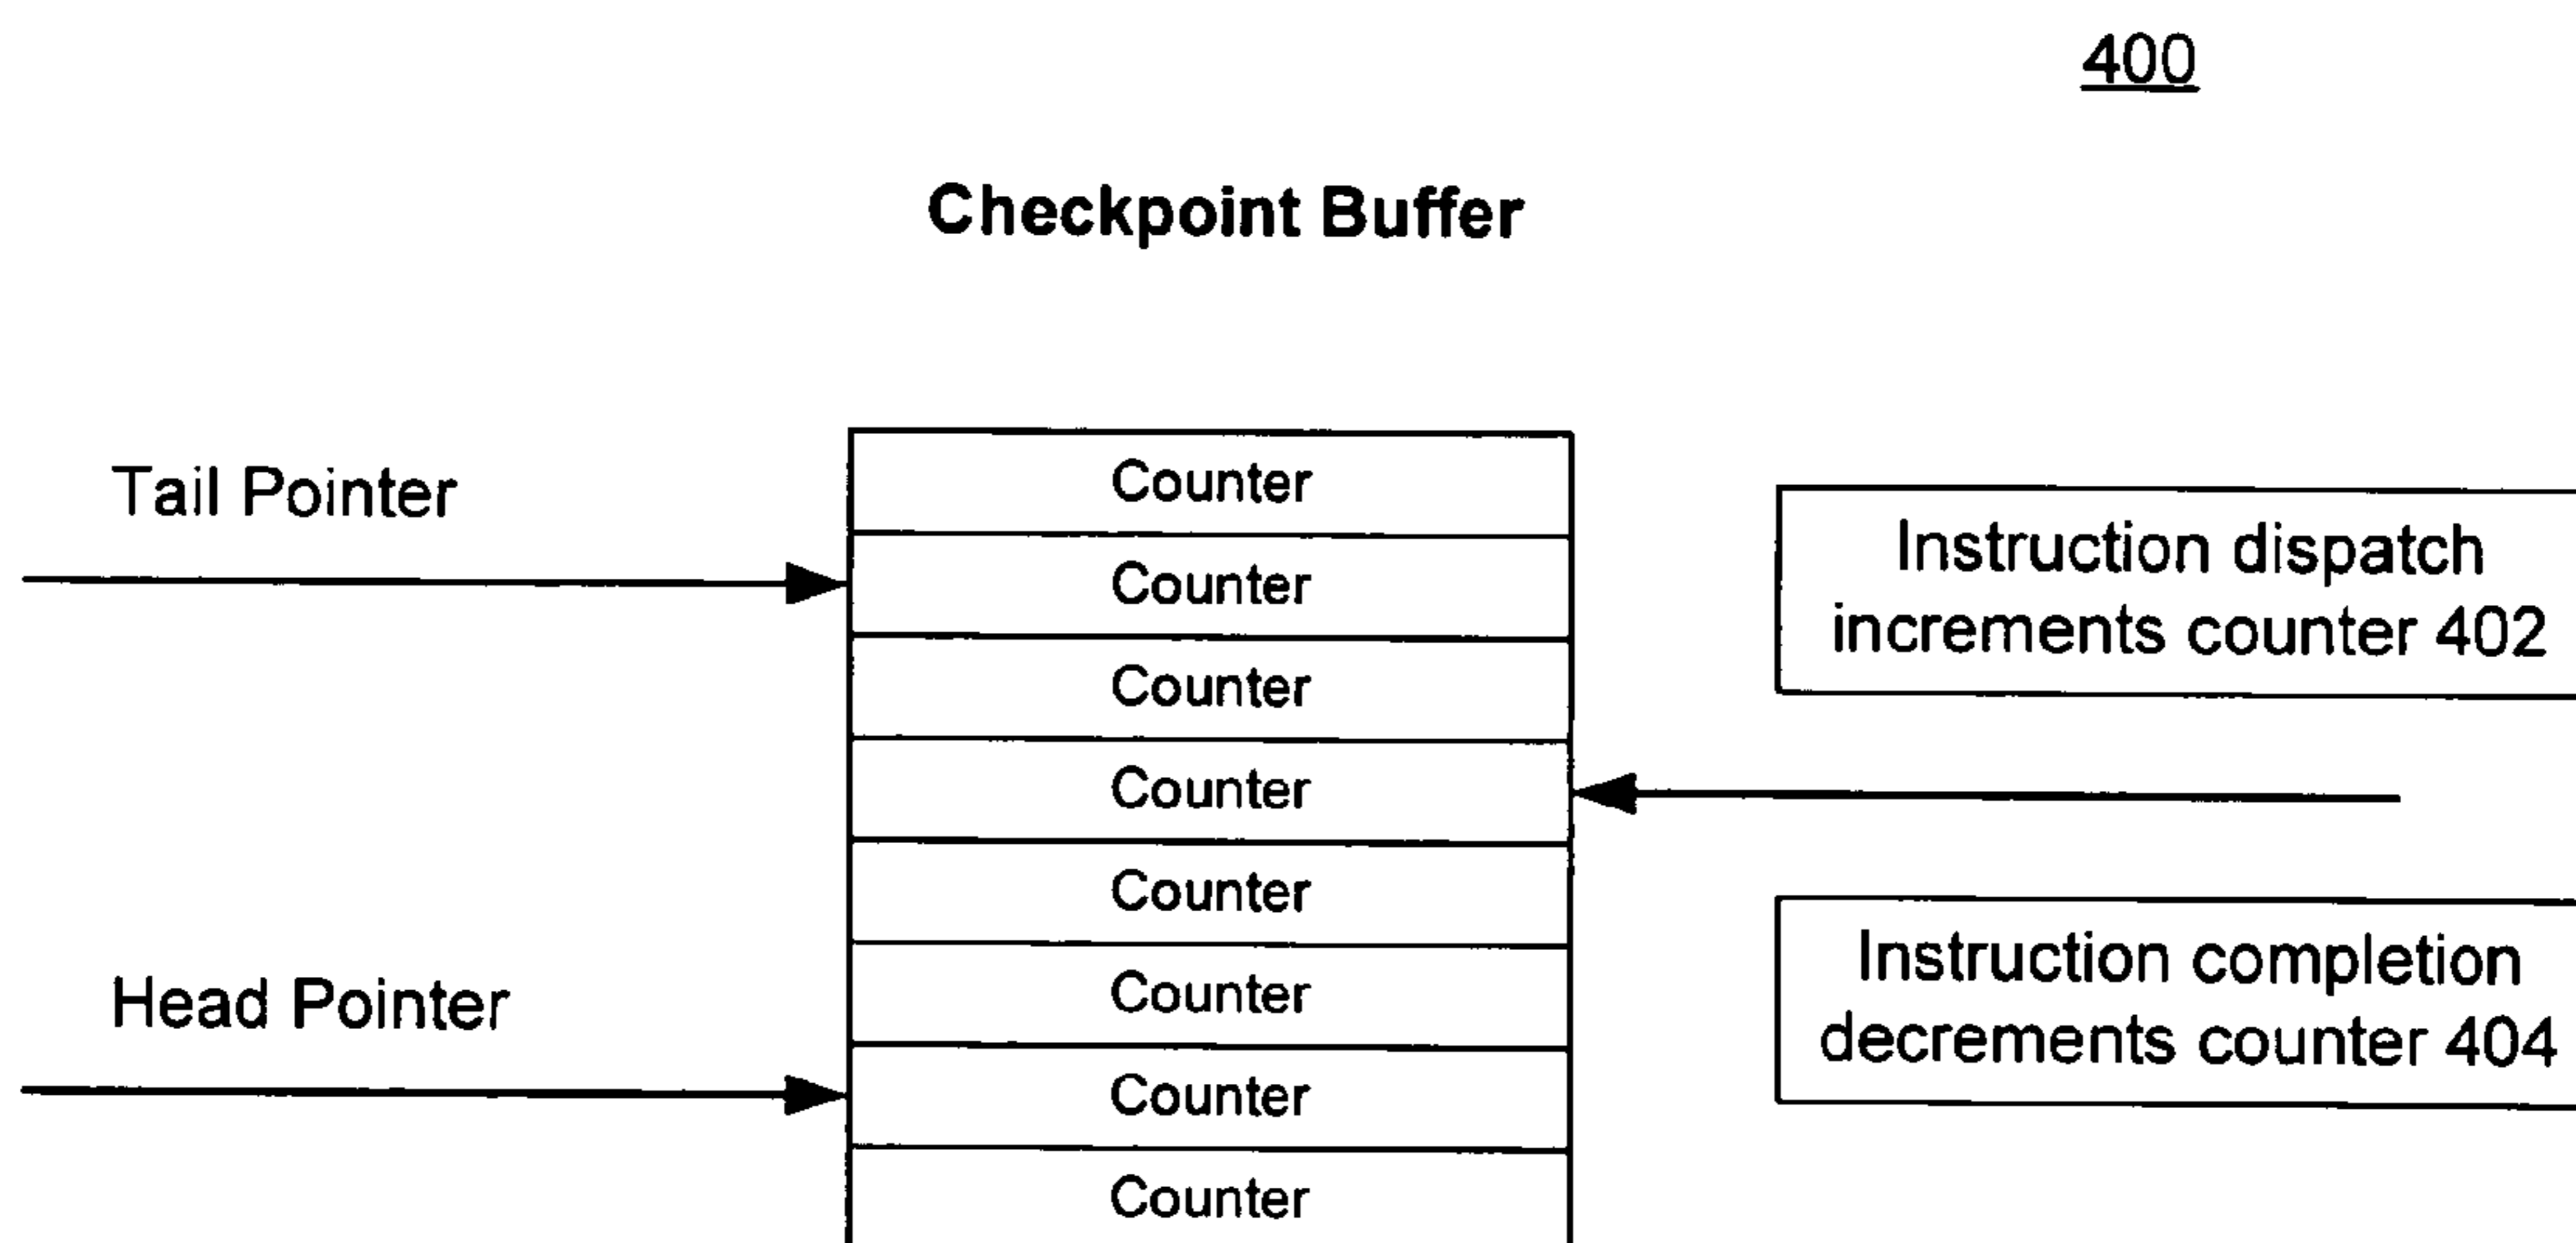 400
Checkpoint Buffer
Tail Pointer
Counter
Counter
Counter
Counter
Counter
Counter
Counter
Counter
Instruction dispatch
increments counter 402
Head Pointer
Instruction completion
decrements counter 404